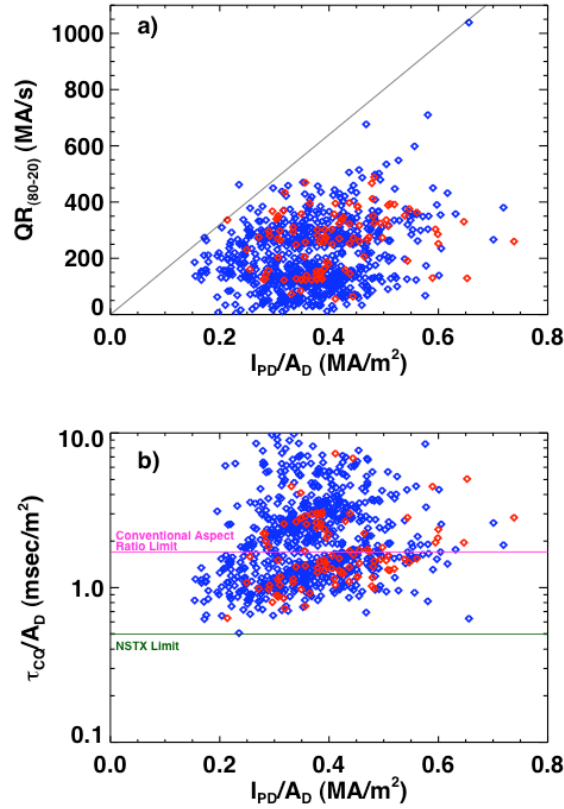 a)
1000
800
600
400
200
0
QR(80-20) (MA/s)
0.0 0.2 0.4 0.6 0.8
IPD/AD (MA/m²)
b)
10.0
1.0
0.1
τCQ/AD (msec/m²)
Conventional Aspect
Ratio Limit
NSTX Limit
0.0 0.2 0.4 0.6 0.8
IPD/AD (MA/m²)